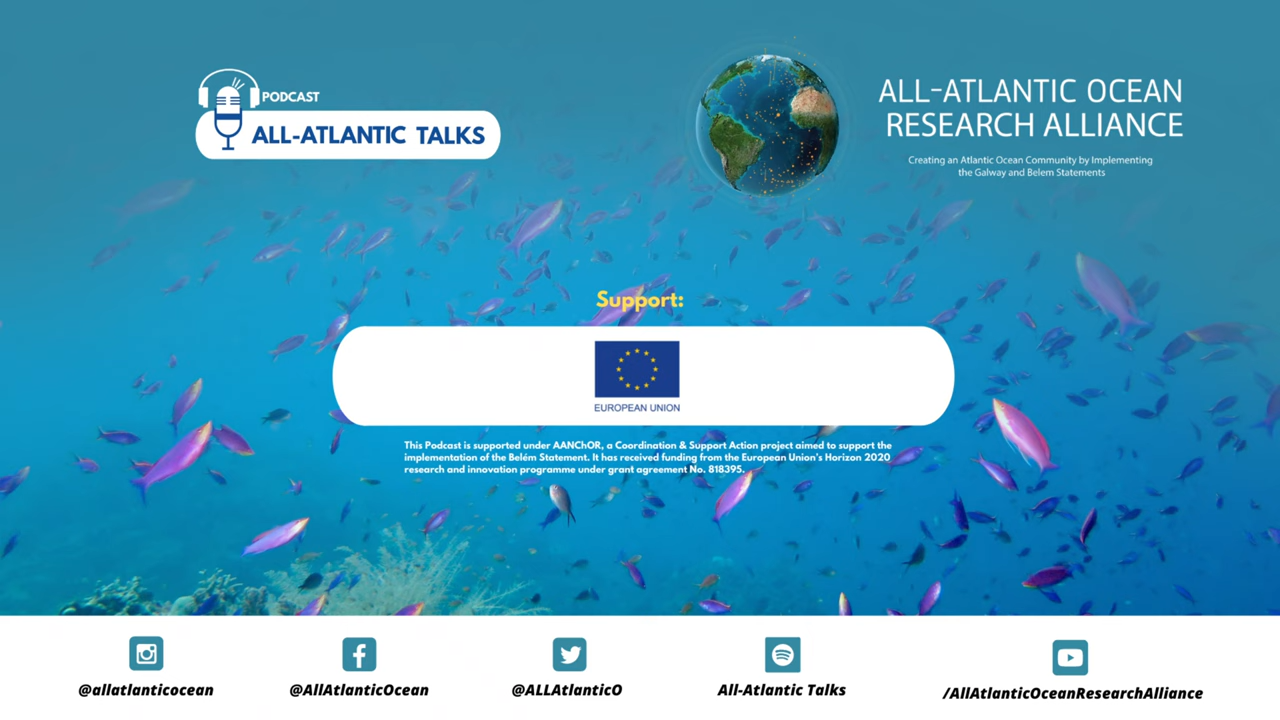 PODCAST
ALL-ATLANTIC TALKS
ALL-ATLANTIC OCEAN
RESEARCH ALLIANCE
Creating an Atlantic Ocean Community by Implementing
the Galway and Belem Statements
Support:
EUROPEAN UNION
This Podcast is supported under AANChOR, a Coordination & Support Action project aimed to support the
implementation of the Belém Statement. It has received funding from the European Union's Horizon 2020
research and innovation programme under grant agreement No. 818395.
@allatlanticocean
@AllAtlanticOcean
@ALLAtlanticO
All-Atlantic Talks
/AllAtlanticOceanResearchAlliance